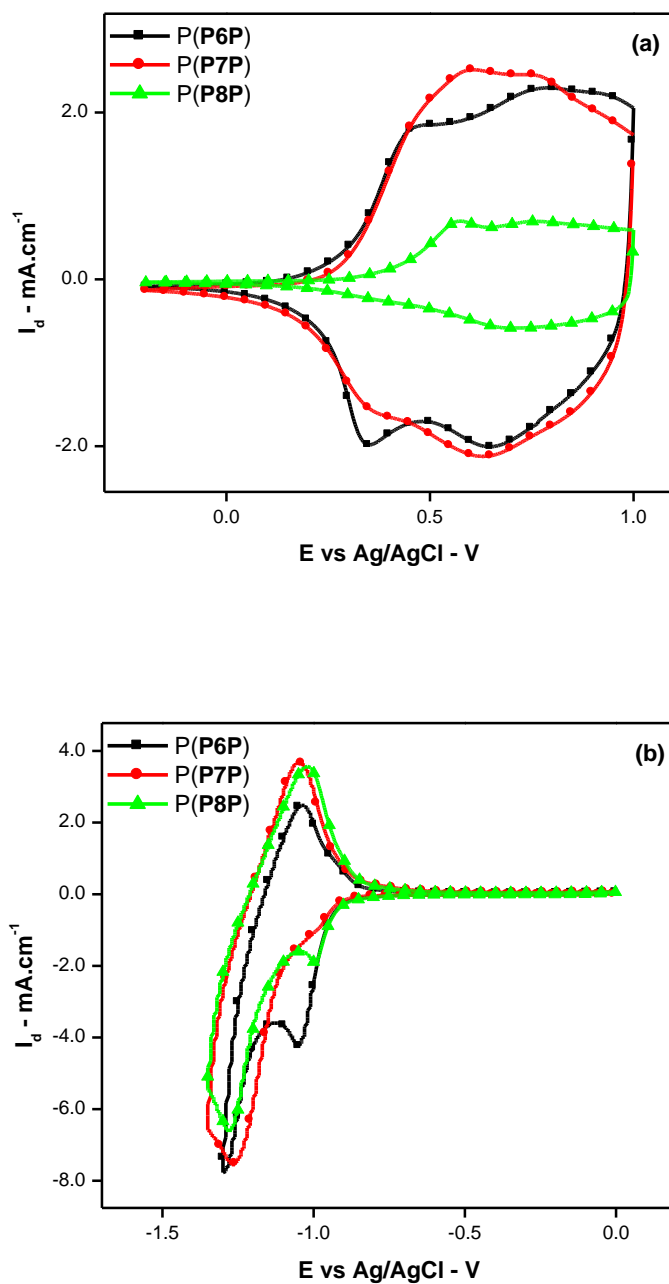 (a)
P(P6P)
P(P7P)
P(P8P)
2.0
0.0
-2.0
I_d - mA.cm⁻¹
0.0 0.5 1.0
E vs Ag/AgCl - V
(b)
P(P6P)
P(P7P)
P(P8P)
4.0
2.0
0.0
-2.0
-4.0
-6.0
-8.0
I_d - mA.cm⁻¹
-1.5 -1.0 -0.5 0.0
E vs Ag/AgCl - V